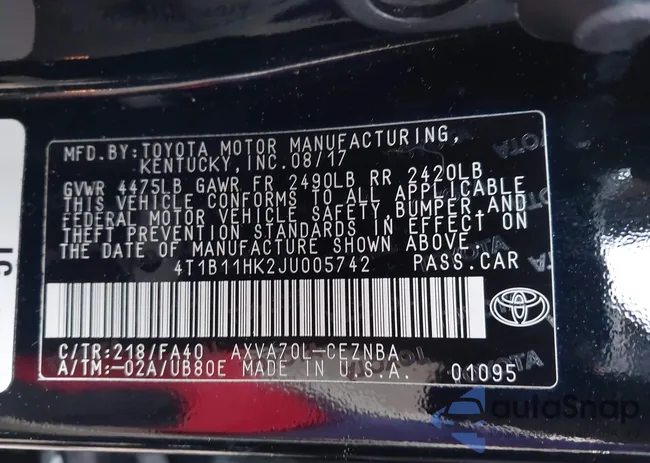 MFD.BY:TOYOTA MOTOR MANUFACTURING,
KENTUCKY,INC.08/17
GVWR 4475LB GAWR FR 2490LB RR 2420LB
THIS VEHICLE CONFORMS TO ALL APPLICABLE
FEDERAL MOTOR VEHICLE SAFETY,BUMPER AND
THEFT PREVENTION STANDARDS IN EFFECT ON
THE DATE OF MANUFACTURE SHOWN ABOVE.
4T1B11HK2JU005742 PASS.CAR
C/TR:218/FA40 AXVA70L-CEZNBA
A/TM:-02A/UB80E MADE IN U.S.A. 01095
autoSnap